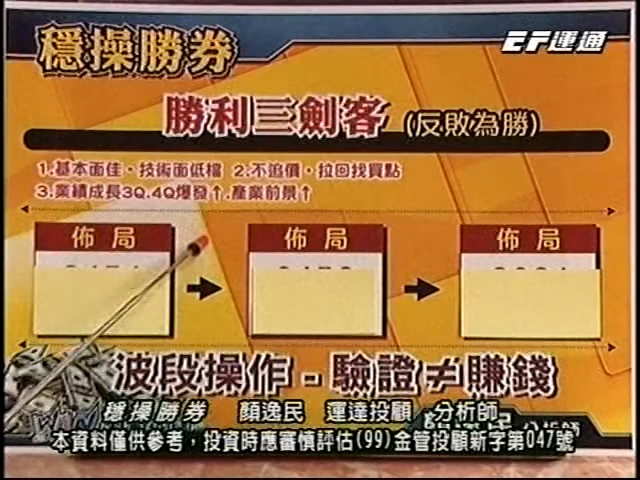 穩操勝券
EF運通
勝利三劍客 (反敗為勝)
1.基本面佳・技術面低檔 2.不追價・拉回找買點
3.業績成長3Q.4Q爆發↑.產業前景↑
佈局 佈局 佈局
波段操作-驗證≠賺錢
穩操勝券 顏逸民 運達投顧 分析師
本資料僅供參考，投資時應審慎評估(99)金管投顧新字第047號